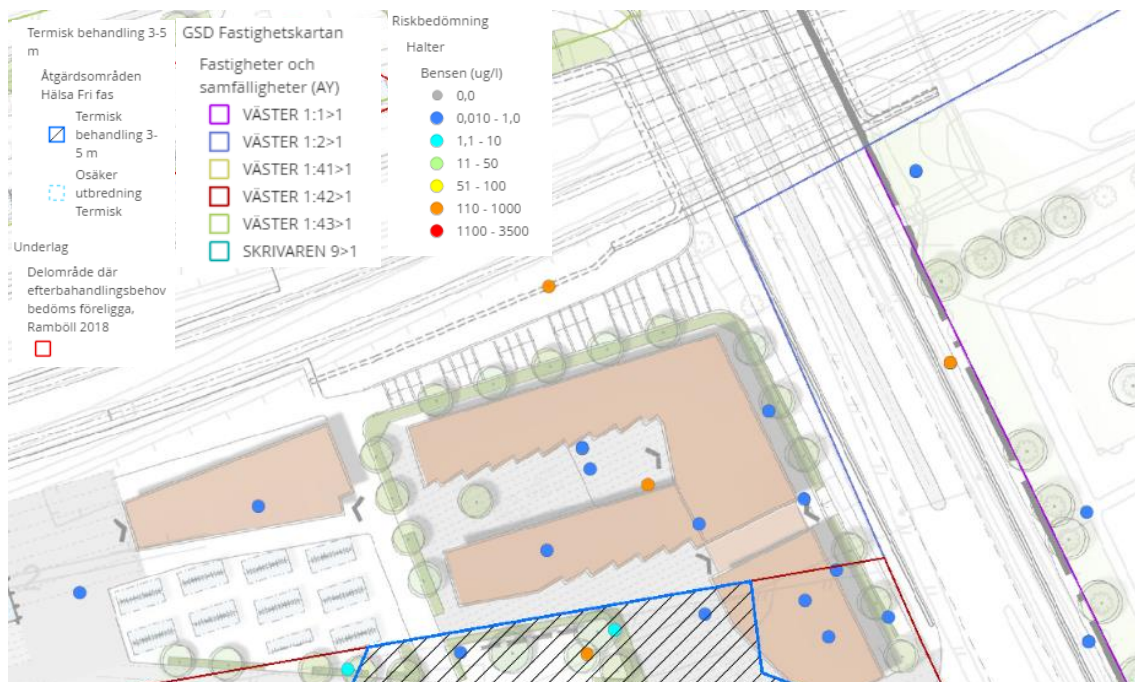 Termisk behandling 3-5
m
Åtgärdsområden
Hälsa Fri fas
Termisk
behandling 3-
5 m
Osäker
utbredning
Termisk
Underlag
Delområde där
efterbahandlingsbehov
bedöms föreligga,
Ramböll 2018
GSD Fastighetskartan
Fastigheter och
samfälligheter (AY)
VÄSTER 1:1>1
VÄSTER 1:2>1
VÄSTER 1:41>1
VÄSTER 1:42>1
VÄSTER 1:43>1
SKRIVAREN 9>1
Riskbedömning
Halter
Bensen (ug/l)
0,0
0,010 - 1,0
1,1 - 10
11 - 50
51 - 100
110 - 1000
1100 - 3500
2